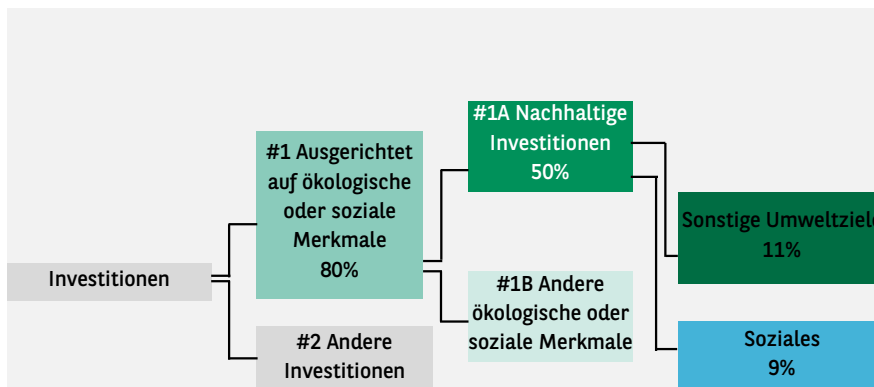 Investitionen
#1 Ausgerichtet
auf ökologische
oder soziale
Merkmale
80%
#2 Andere
Investitionen
#1A Nachhaltige
Investitionen
50%
#1B Andere
ökologische oder
soziale Merkmale
Sonstige Umweltziele
11%
Soziales
9%